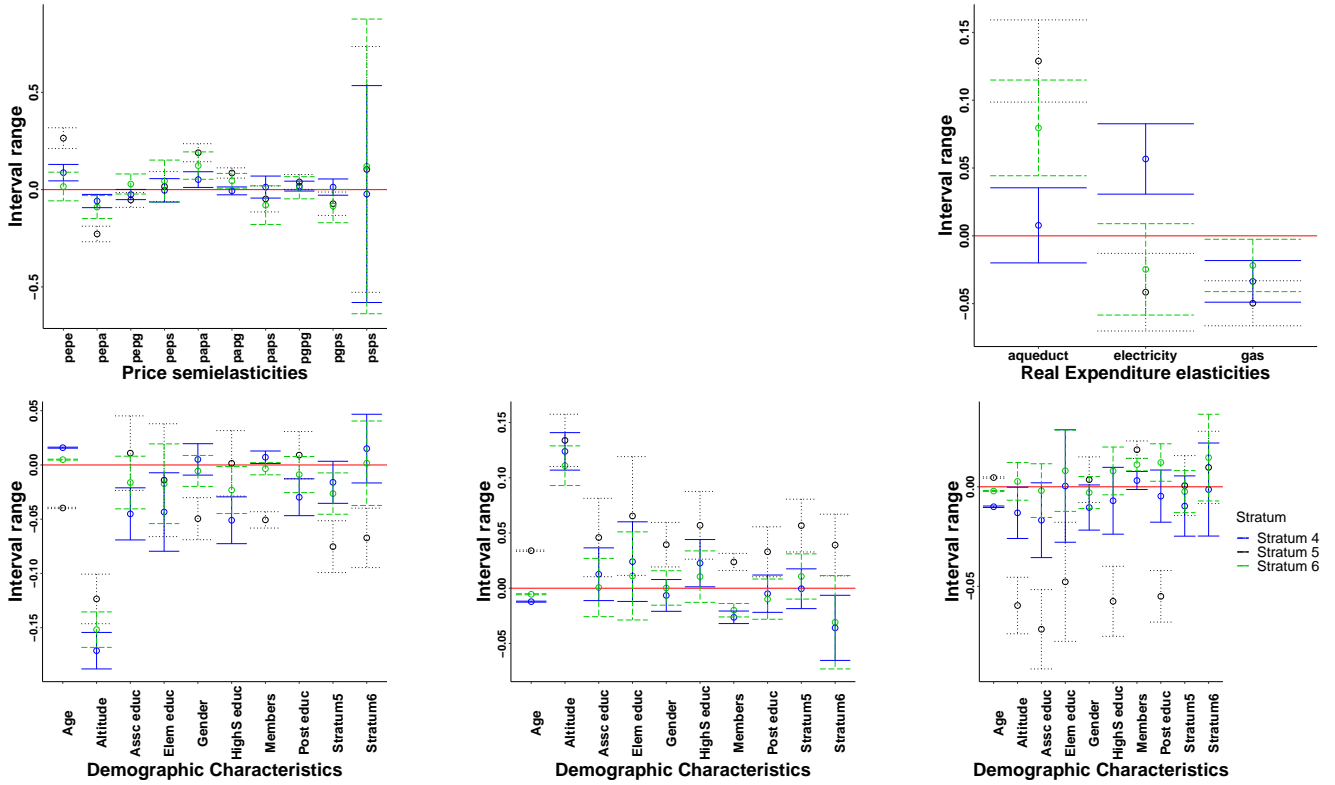 Interval range
0.5
0.0
−0.5
pepe
pepa
pepg
peps
papa
papg
paps
pgpg
pgps
psps
Price semielasticities
Interval range
0.15
0.10
0.05
0.00
−0.05
aqueduct
electricity
gas
Real Expenditure elasticities
Interval range
0.05
0.00
−0.05
−0.10
−0.15
Age
Altitude
Assc educ
Elem educ
Gender
HighS educ
Members
Post educ
Stratum5
Stratum6
Demographic Characteristics
Interval range
0.15
0.10
0.05
0.00
−0.05
Age
Altitude
Assc educ
Elem educ
Gender
HighS educ
Members
Post educ
Stratum5
Stratum6
Demographic Characteristics
Interval range
0.00
−0.05
Age
Altitude
Assc educ
Elem educ
Gender
HighS educ
Members
Post educ
Stratum5
Stratum6
Demographic Characteristics
Stratum
Stratum 4
Stratum 5
Stratum 6